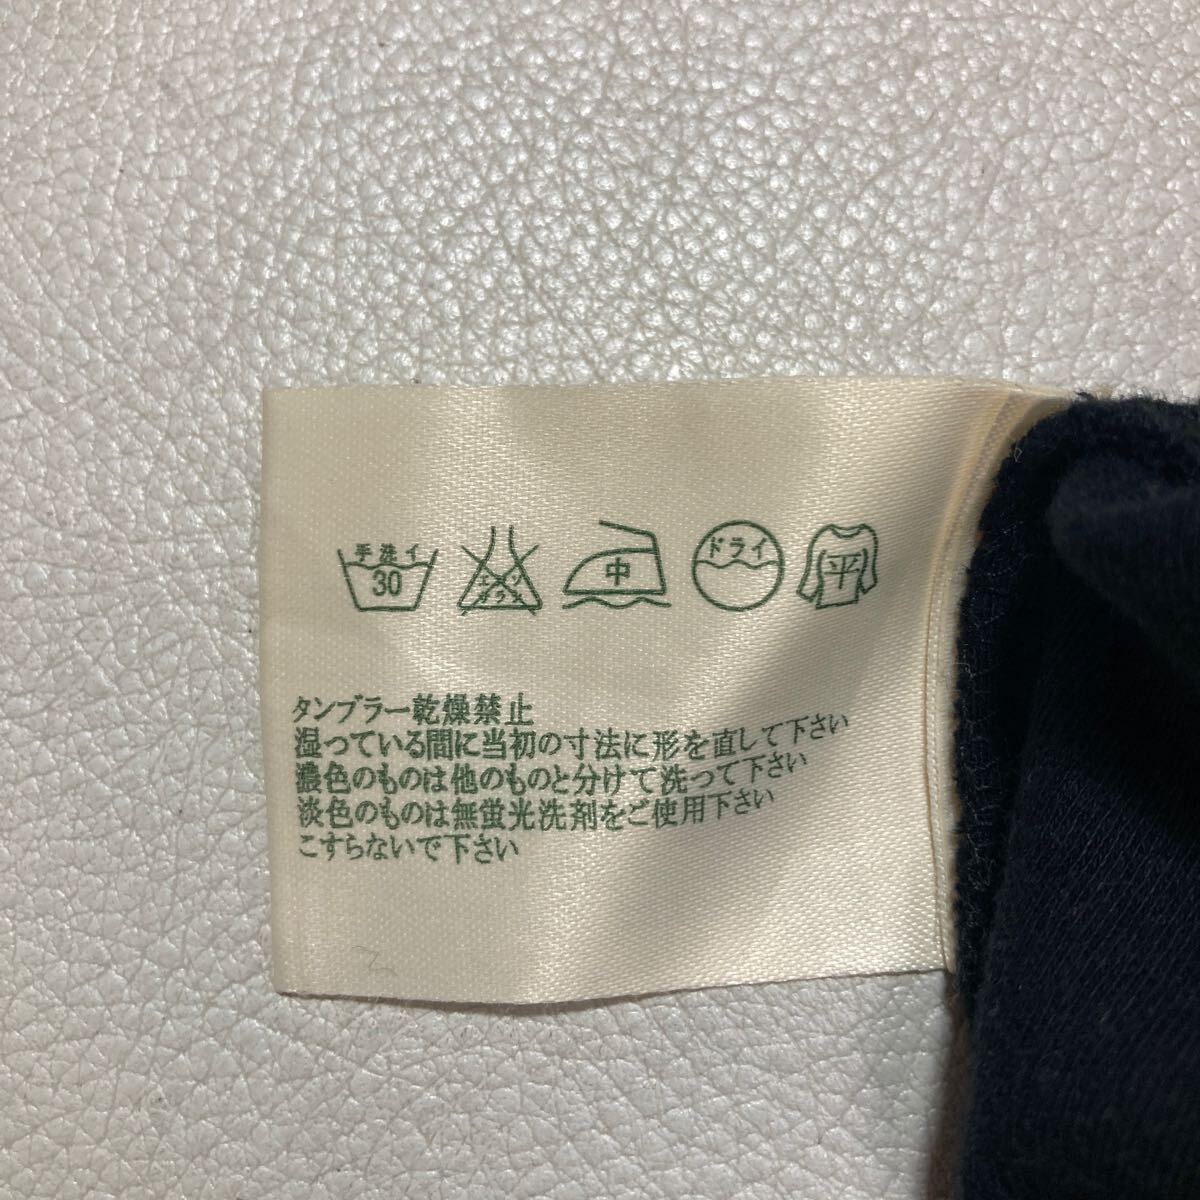 手洗イ 30 エンソサラシ 中 ドライ 平
タンブラー乾燥禁止
湿っている間に当初の寸法に形を直して下さい
濃色のものは他のものと分けて洗って下さい
淡色のものは無蛍光洗剤をご使用下さい
こすらないで下さい